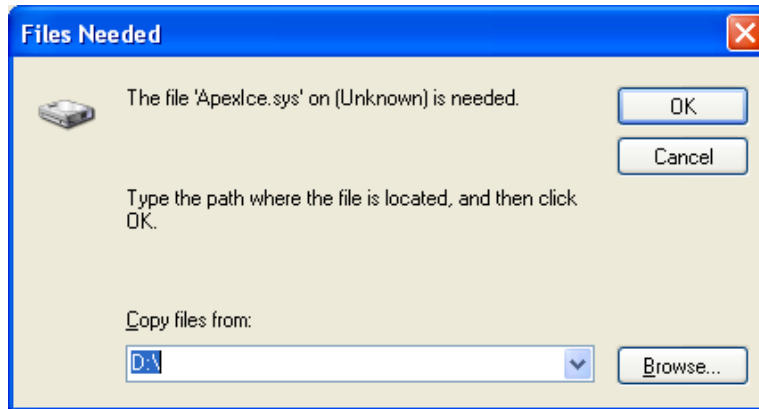 Files Needed
The file 'ApexIce.sys' on (Unknown) is needed.
OK
Cancel
Type the path where the file is located, and then click
OK.
Copy files from:
D:\
Browse...